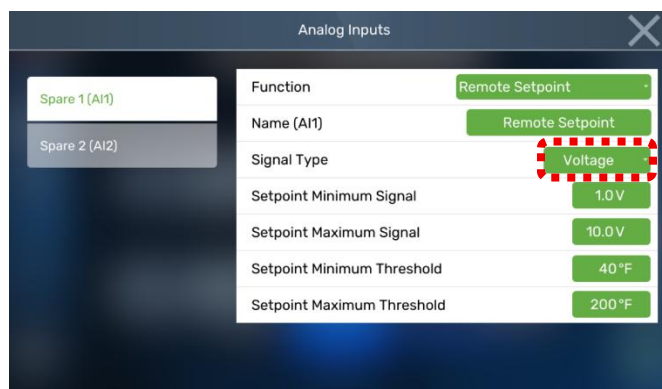 Analog Inputs
Spare 1 (AI1)
Spare 2 (AI2)
Function Remote Setpoint
Name (AI1) Remote Setpoint
Signal Type Voltage
Setpoint Minimum Signal 1.0 V
Setpoint Maximum Signal 10.0 V
Setpoint Minimum Threshold 40 °F
Setpoint Maximum Threshold 200 °F